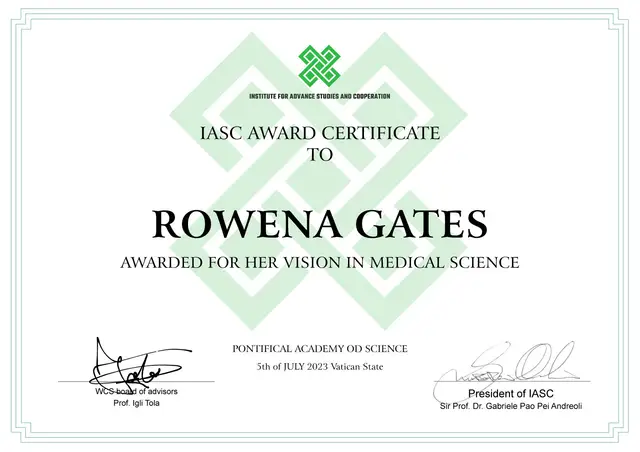 INSTITUTE FOR ADVANCE STUDIES AND COOPERATION
IASC AWARD CERTIFICATE
TO
ROWENA GATES
AWARDED FOR HER VISION IN MEDICAL SCIENCE
PONTIFICAL ACADEMY OD SCIENCE
5th of JULY 2023 Vatican State
WCS board of advisors
Prof. Igli Tola
President of IASC
Sir Prof. Dr. Gabriele Pao Pei Andreoli